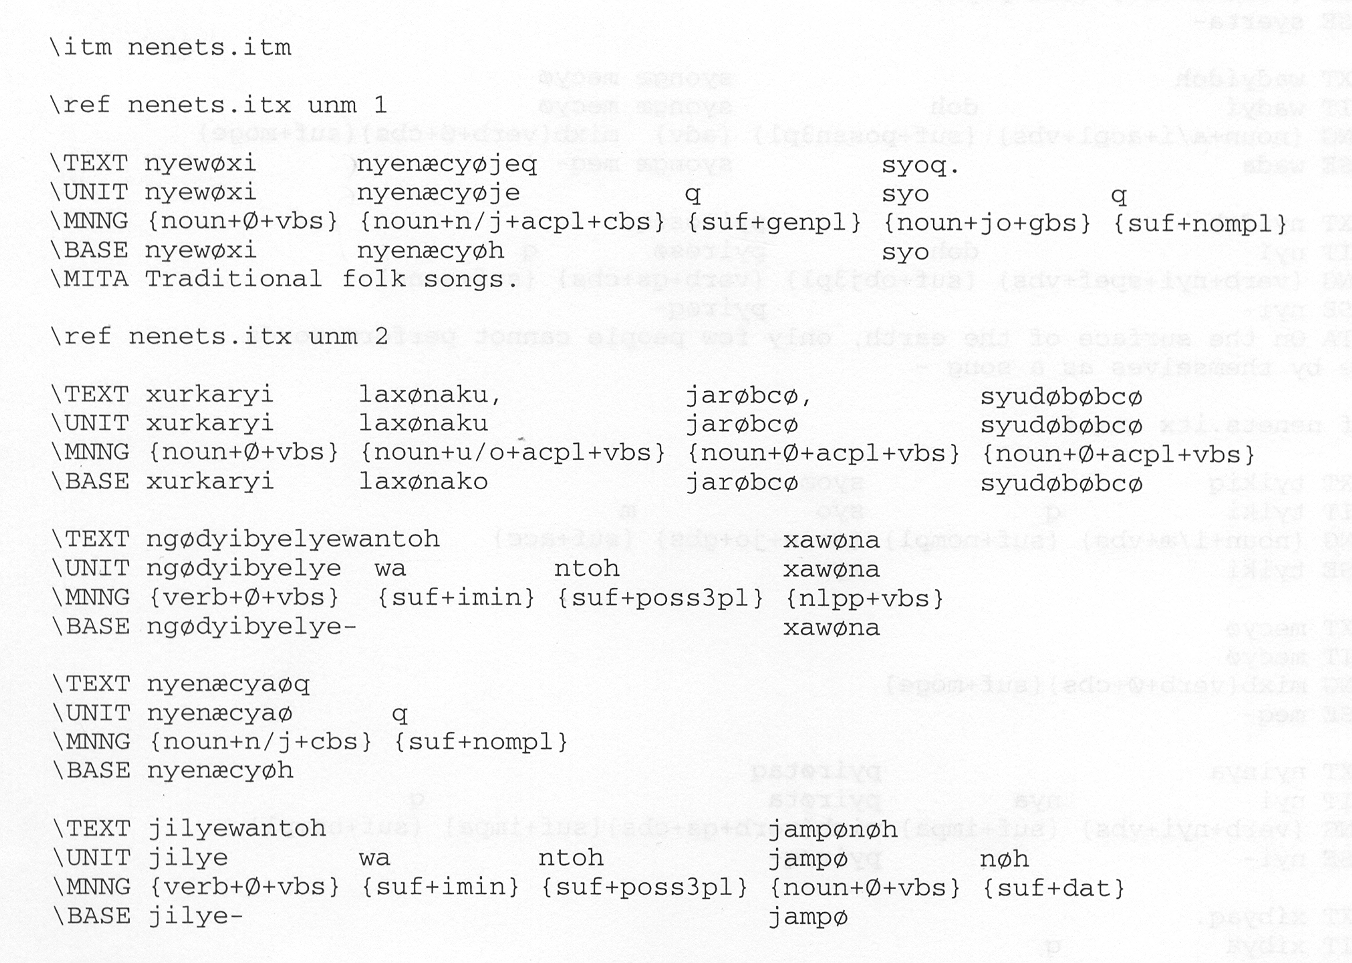 \itm nenets.itm
\ref nenets.itx unm 1
\TEXT nyewøxi nyenæcyøjeq syoq.
\UNIT nyewøxi nyenæcyøje q syo q
\MNNG {noun+Ø+vbs} {noun+n/j+acpl+cbs} {suf+genpl} {noun+jo+gbs} {suf+nompl}
\BASE nyewøxi nyenæcyøh syo
\MITA Traditional folk songs.
\ref nenets.itx unm 2
\TEXT xurkaryi laxønaku, jarøbcø, syudøbøbcø
\UNIT xurkaryi laxønaku jarøbcø syudøbøbcø
\MNNG {noun+Ø+vbs} {noun+u/o+acpl+vbs} {noun+Ø+acpl+vbs} {noun+Ø+acpl+vbs}
\BASE xurkaryi laxønako jarøbcø syudøbøbcø
\TEXT ngødyibyelyewantoh xawøna
\UNIT ngødyibyelye wa ntoh xawøna
\MNNG {verb+Ø+vbs} {suf+imin} {suf+poss3pl} {nlpp+vbs}
\BASE ngødyibyelye- xawøna
\TEXT nyenæcyaøq
\UNIT nyenæcyaø q
\MNNG {noun+n/j+cbs} {suf+nompl}
\BASE nyenæcyøh
\TEXT jilyewantoh jampønøh
\UNIT jilye wa ntoh jampø nøh
\MNNG {verb+Ø+vbs} {suf+imin} {suf+poss3pl} {noun+Ø+vbs} {suf+dat}
\BASE jilye- jampø